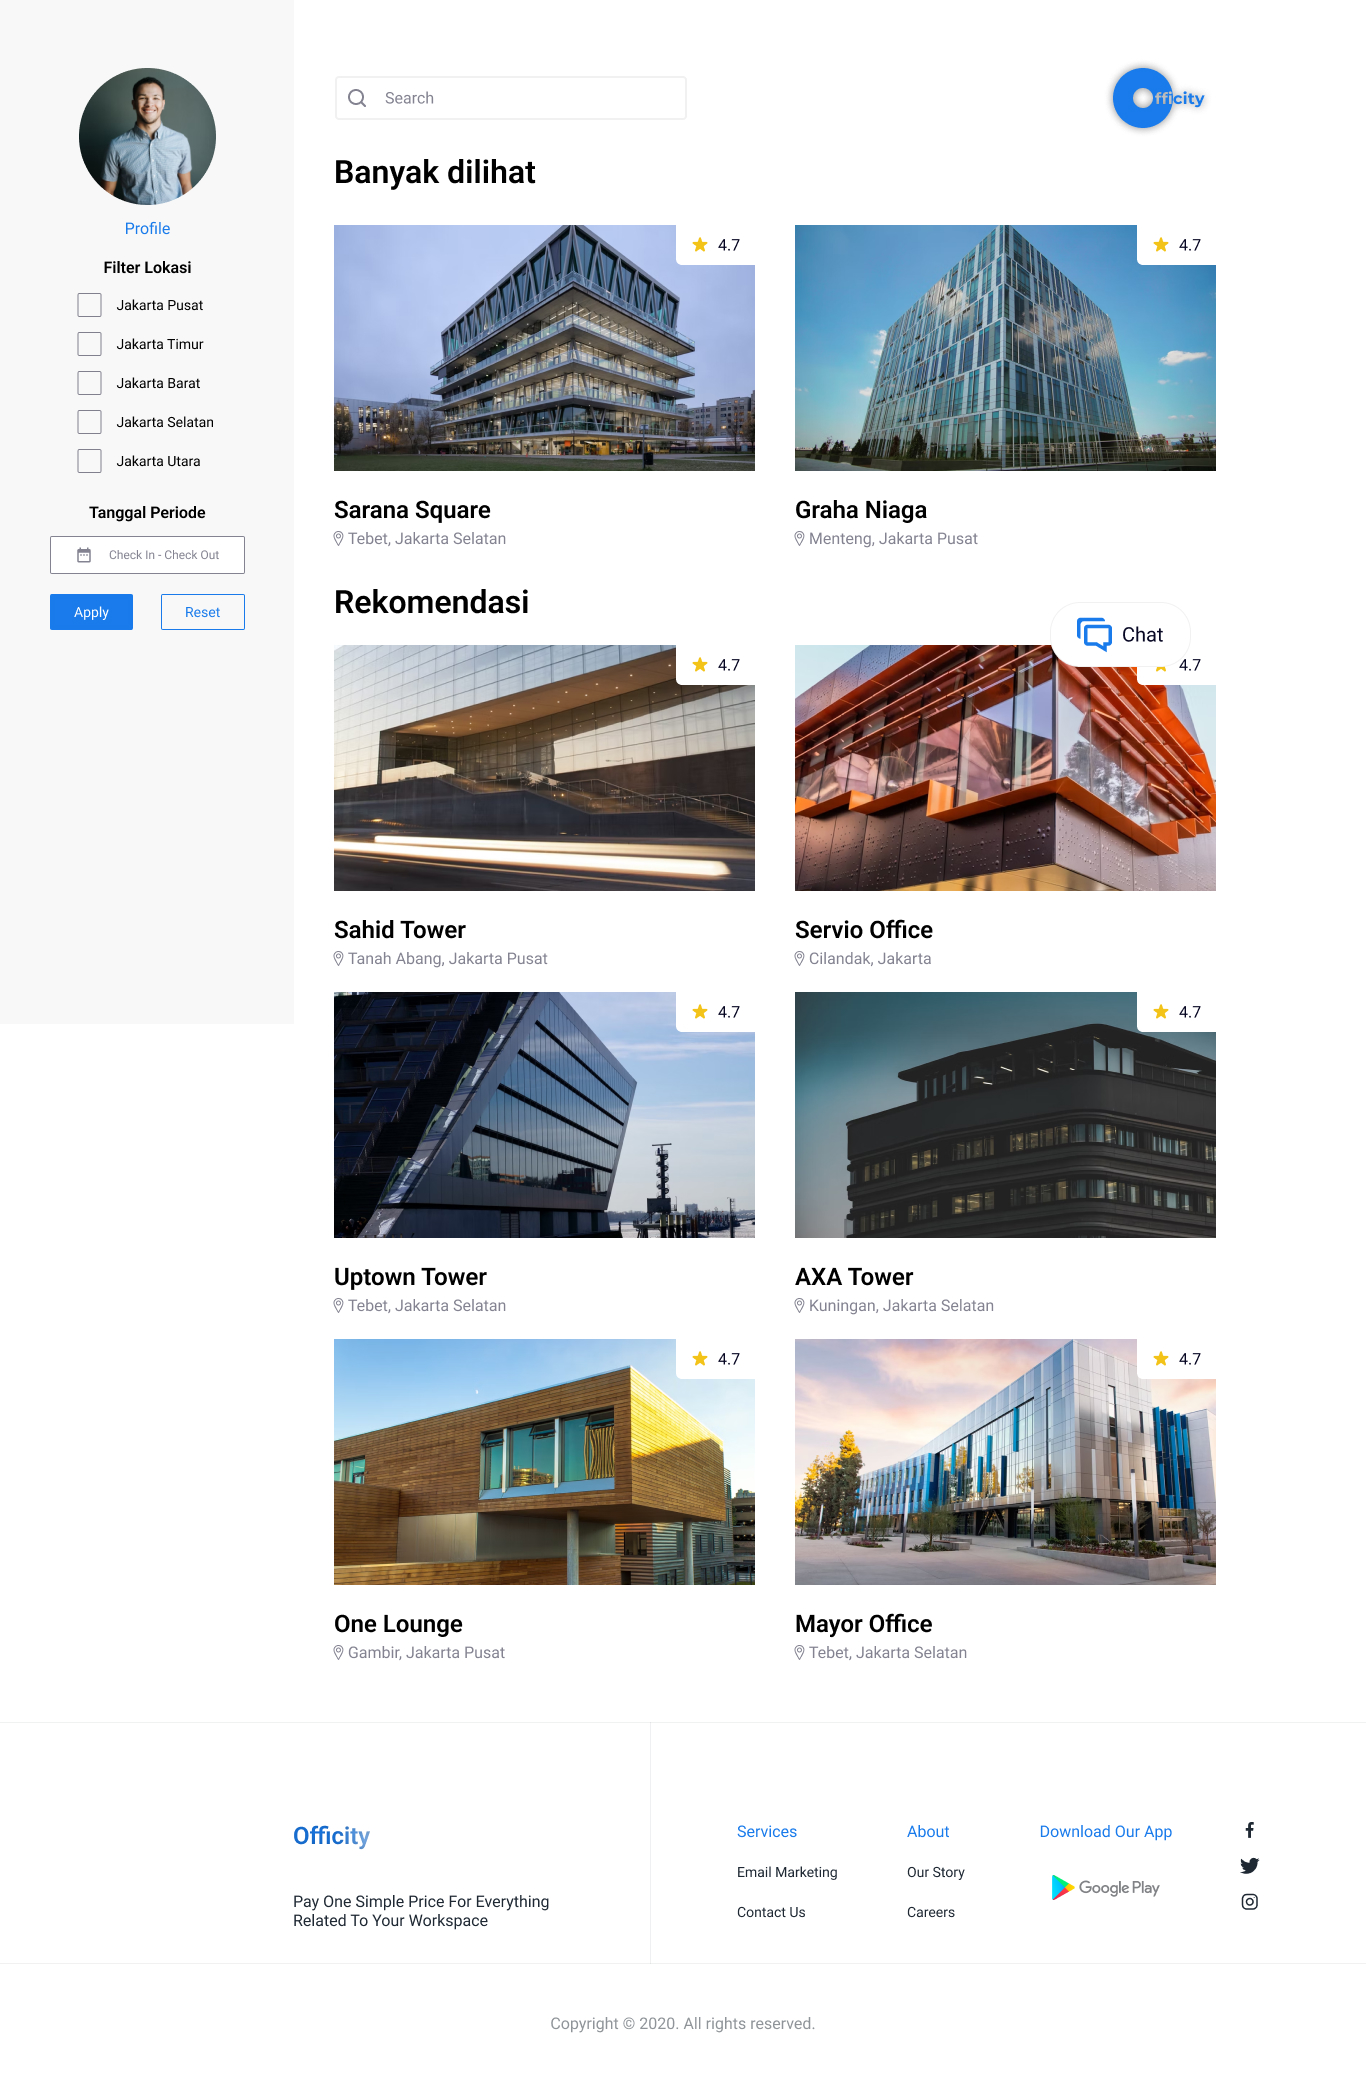 Profile
Filter Lokasi
Jakarta Pusat
Jakarta Timur
Jakarta Barat
Jakarta Selatan
Jakarta Utara
Tanggal Periode
Check In - Check Out
Apply
Reset
Search
Officity
Banyak dilihat
4.7
4.7
Sarana Square
Tebet, Jakarta Selatan
Graha Niaga
Menteng, Jakarta Pusat
Rekomendasi
Chat
4.7
4.7
Sahid Tower
Tanah Abang, Jakarta Pusat
Servio Office
Cilandak, Jakarta
4.7
4.7
Uptown Tower
Tebet, Jakarta Selatan
AXA Tower
Kuningan, Jakarta Selatan
4.7
4.7
One Lounge
Gambir, Jakarta Pusat
Mayor Office
Tebet, Jakarta Selatan
Officity
Pay One Simple Price For Everything
Related To Your Workspace
Services
Email Marketing
Contact Us
About
Our Story
Careers
Download Our App
Google Play
Copyright © 2020. All rights reserved.